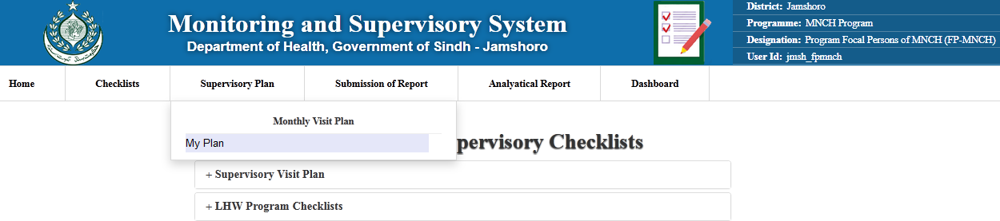 Monitoring and Supervisory System
Department of Health, Government of Sindh - Jamshoro
District: Jamshoro
Programme: MNCH Program
Designation: Program Focal Persons of MNCH (FP-MNCH)
User Id: jmsh_fpmnch
Home Checklists Supervisory Plan Submission of Report Analyatical Report Dashboard
Monthly Visit Plan
My Plan
pervisory Checklists
+ Supervisory Visit Plan
+ LHW Program Checklists